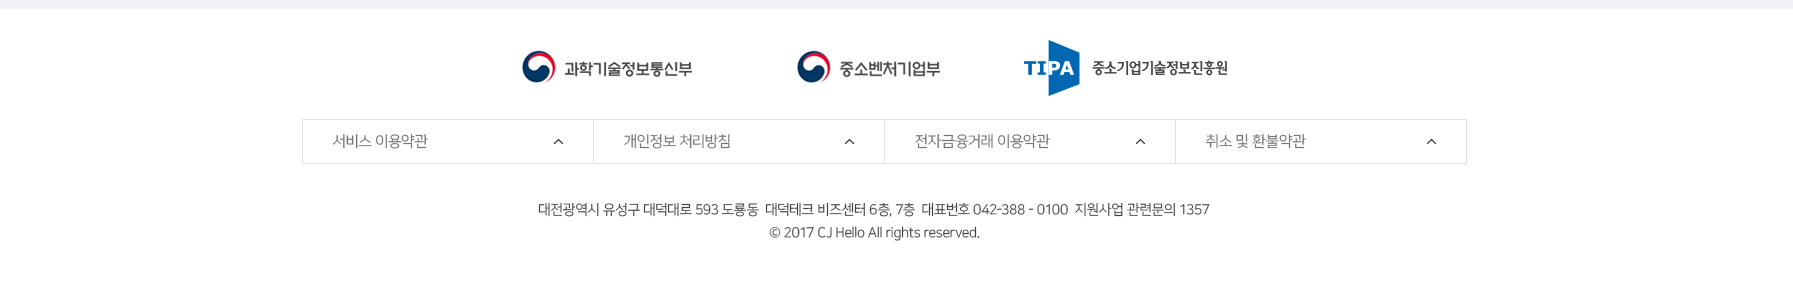 과학기술정보통신부 중소벤처기업부 TIPA 중소기업기술정보진흥원
서비스 이용약관 개인정보 처리방침 전자금융거래 이용약관 취소 및 환불약관
대전광역시 유성구 대덕대로 593 도룡동 대덕테크 비즈센터 6층, 7층 대표번호 042-388 - 0100 지원사업 관련문의 1357
© 2017 CJ Hello All rights reserved.